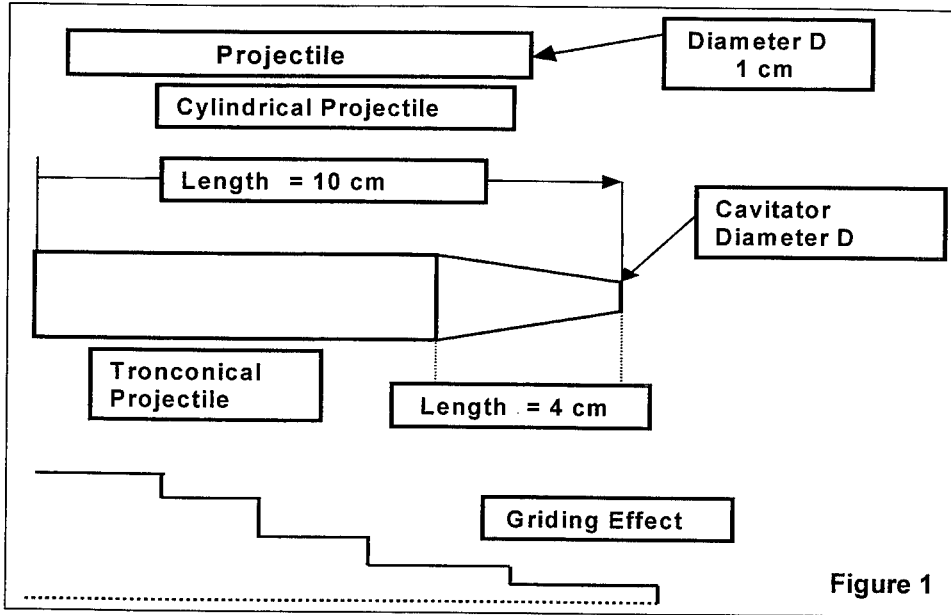 Projectile
Diameter D
1 cm
Cylindrical Projectile
Length = 10 cm
Cavitator
Diameter D
Tronconical
Projectile
Length = 4 cm
Griding Effect
Figure 1